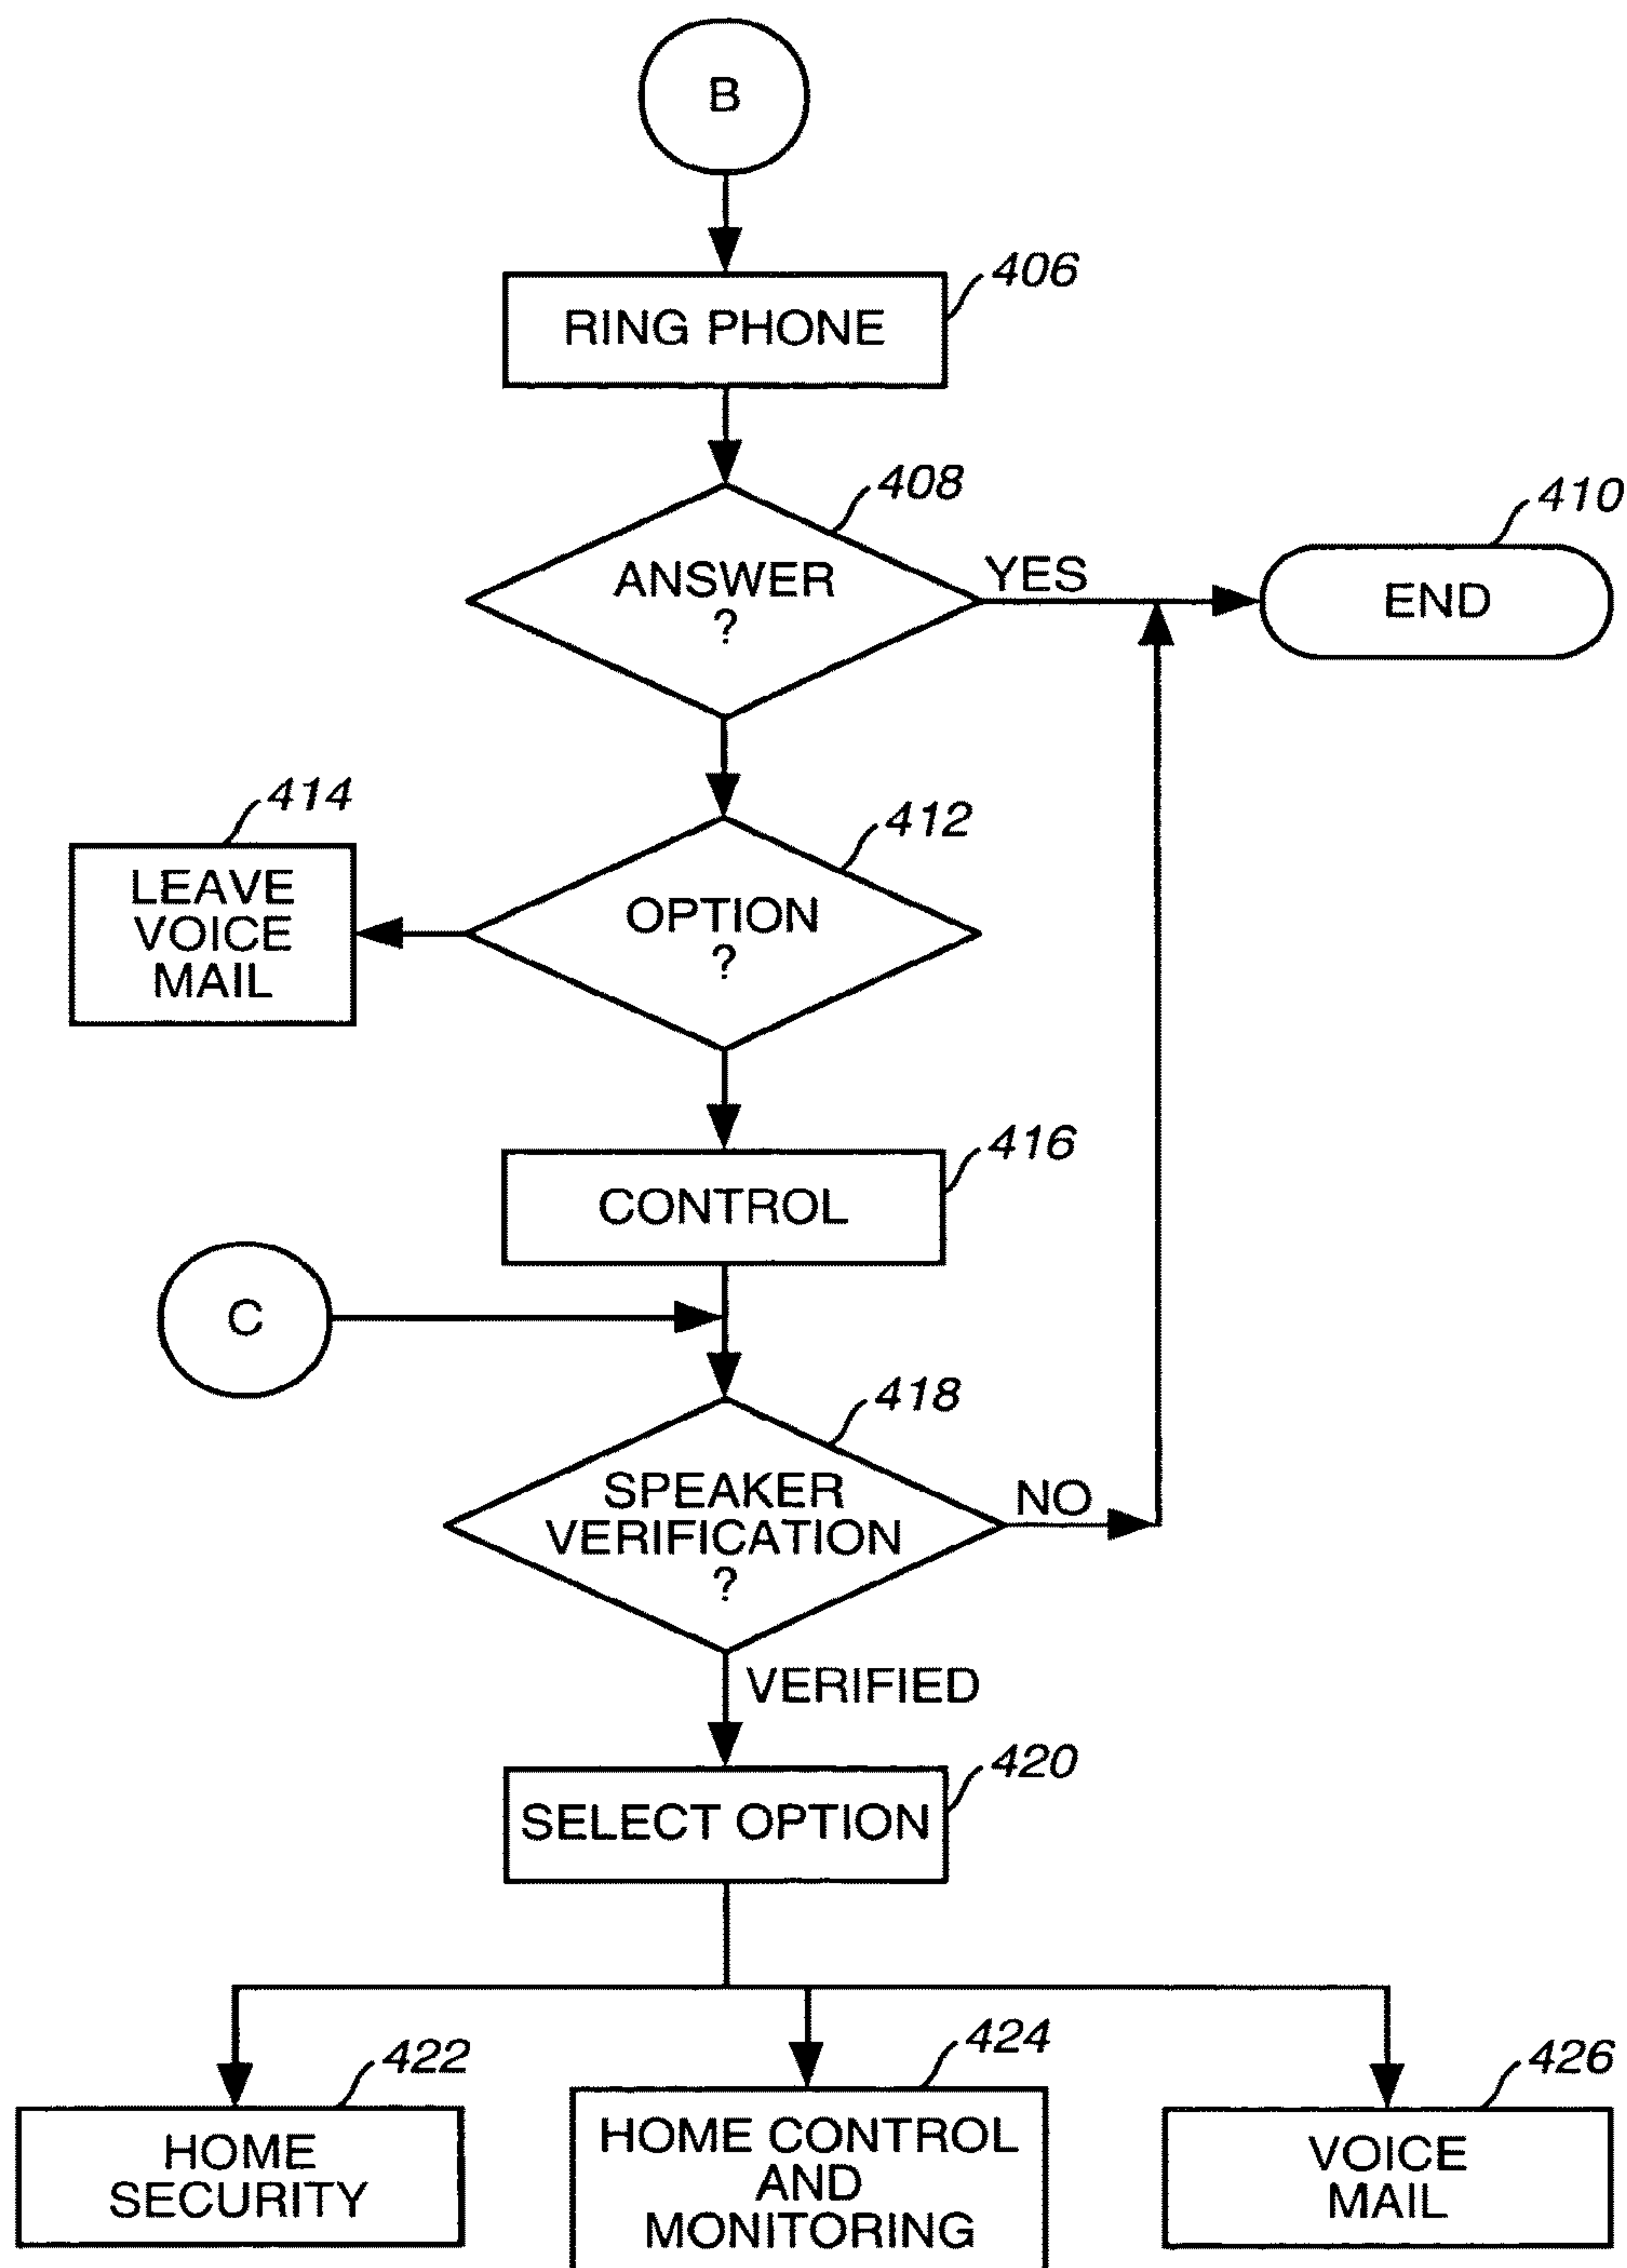 B
406
RING PHONE
408
ANSWER
?
YES
410
END
414
LEAVE
VOICE
MAIL
412
OPTION
?
416
CONTROL
C
418
SPEAKER
VERIFICATION
?
NO
VERIFIED
420
SELECT OPTION
422
HOME
SECURITY
424
HOME CONTROL
AND
MONITORING
426
VOICE
MAIL